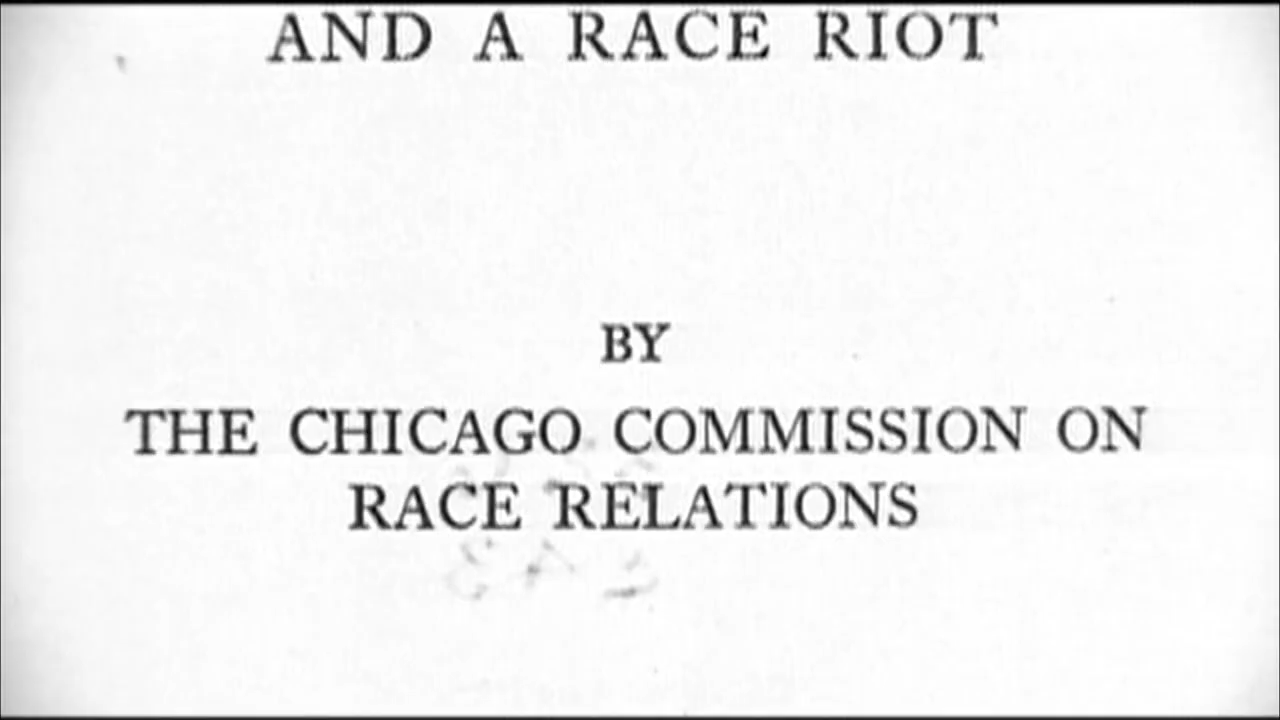 AND A RACE RIOT
BY
THE CHICAGO COMMISSION ON
RACE RELATIONS